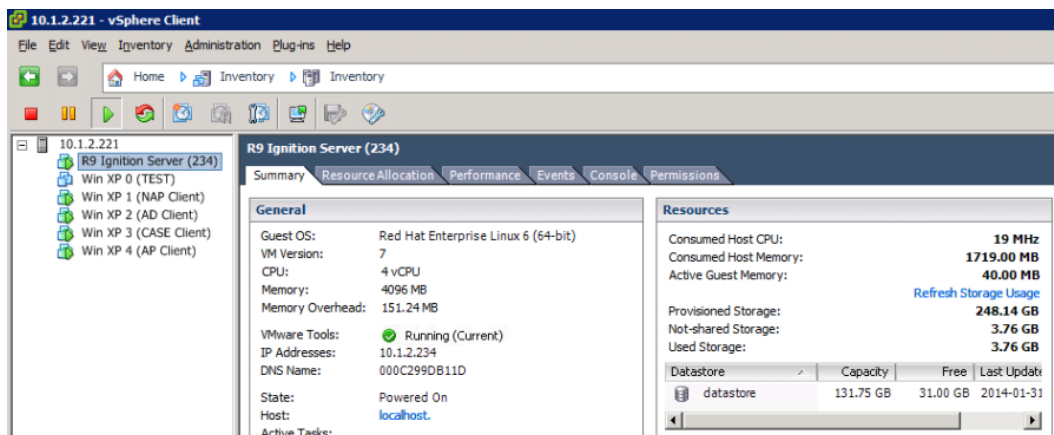 10.1.2.221 - vSphere Client
File Edit View Inventory Administration Plug-ins Help
Home Inventory Inventory
10.1.2.221
R9 Ignition Server (234)
Win XP 0 (TEST)
Win XP 1 (NAP Client)
Win XP 2 (AD Client)
Win XP 3 (CASE Client)
Win XP 4 (AP Client)
R9 Ignition Server (234)
Summary Resource Allocation Performance Events Console Permissions
General
Guest OS: Red Hat Enterprise Linux 6 (64-bit)
VM Version: 7
CPU: 4 vCPU
Memory: 4096 MB
Memory Overhead: 151.24 MB
VMware Tools: Running (Current)
IP Addresses: 10.1.2.234
DNS Name: 000C299DB11D
State: Powered On
Host: localhost.
Active Tasks:
Resources
Consumed Host CPU: 19 MHz
Consumed Host Memory: 1719.00 MB
Active Guest Memory: 40.00 MB
Refresh Storage Usage
Provisioned Storage: 248.14 GB
Not-shared Storage: 3.76 GB
Used Storage: 3.76 GB
Datastore Capacity Free Last Update
datastore 131.75 GB 31.00 GB 2014-01-31